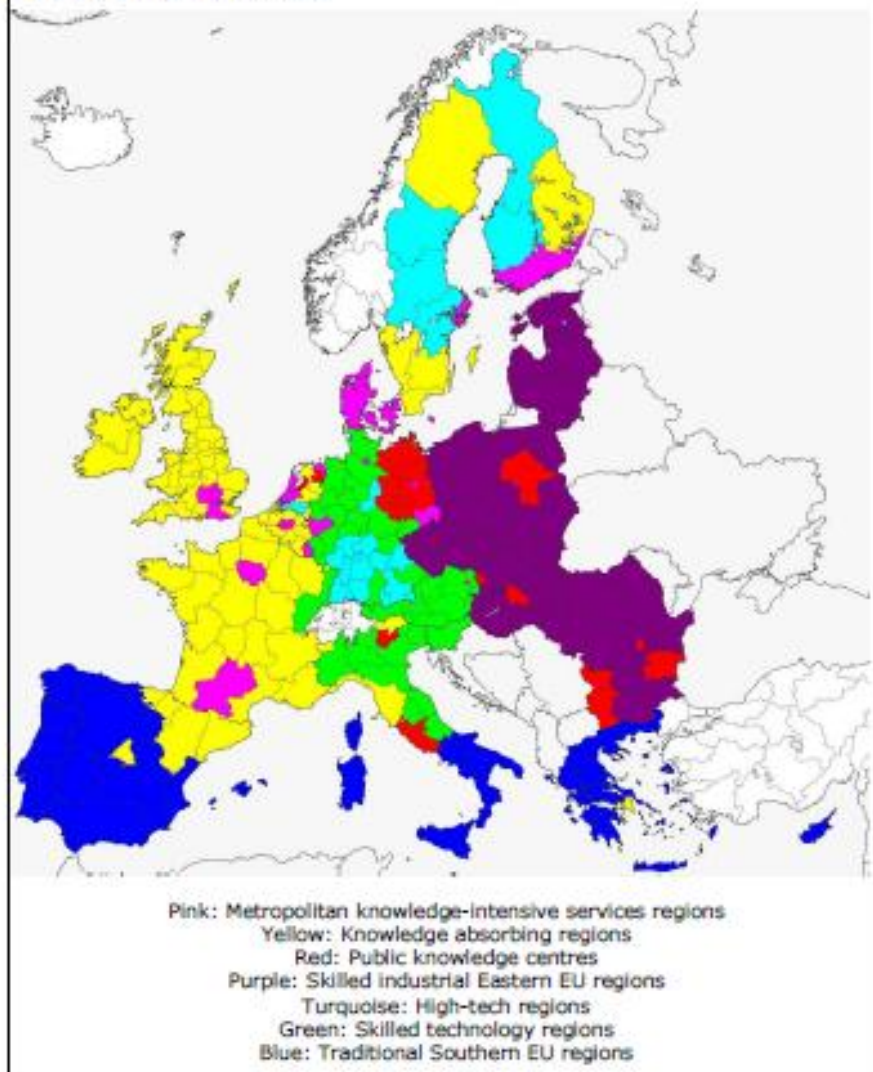 Pink: Metropolitan knowledge-intensive services regions
Yellow: Knowledge absorbing regions
Red: Public knowledge centres
Purple: Skilled industrial Eastern EU regions
Turquoise: High-tech regions
Green: Skilled technology regions
Blue: Traditional Southern EU regions